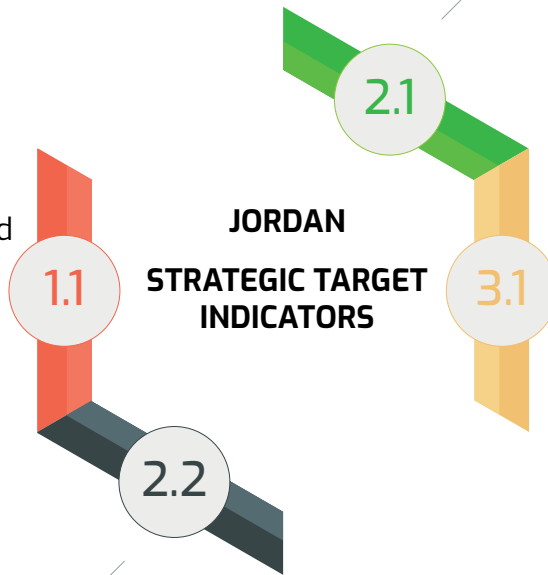 2.1
d
JORDAN
1.1
STRATEGIC TARGET
3.1
INDICATORS
2.2